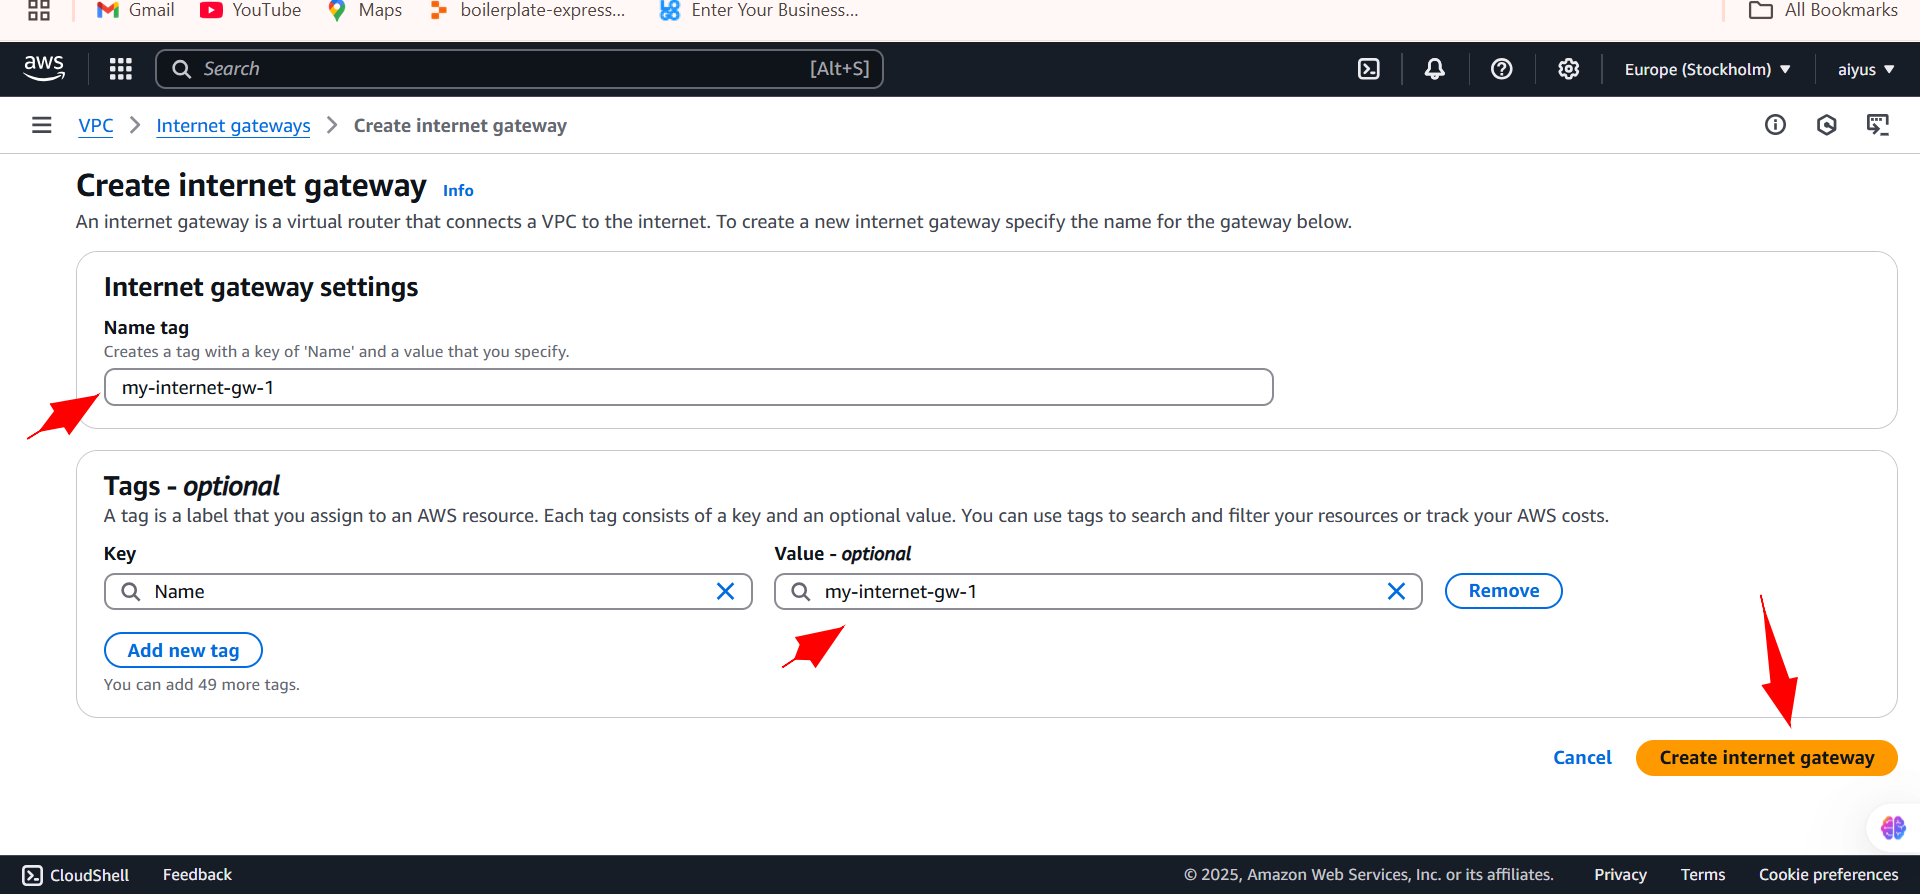 Gmail YouTube Maps boilerplate-express... Enter Your Business... All Bookmarks
aws Search [Alt+S] Europe (Stockholm) aiyus
VPC Internet gateways Create internet gateway
Create internet gateway Info
An internet gateway is a virtual router that connects a VPC to the internet. To create a new internet gateway specify the name for the gateway below.
Internet gateway settings
Name tag
Creates a tag with a key of 'Name' and a value that you specify.
my-internet-gw-1
Tags - optional
A tag is a label that you assign to an AWS resource. Each tag consists of a key and an optional value. You can use tags to search and filter your resources or track your AWS costs.
Key Value - optional
Name my-internet-gw-1 Remove
Add new tag
You can add 49 more tags.
Cancel Create internet gateway
CloudShell Feedback © 2025, Amazon Web Services, Inc. or its affiliates. Privacy Terms Cookie preferences